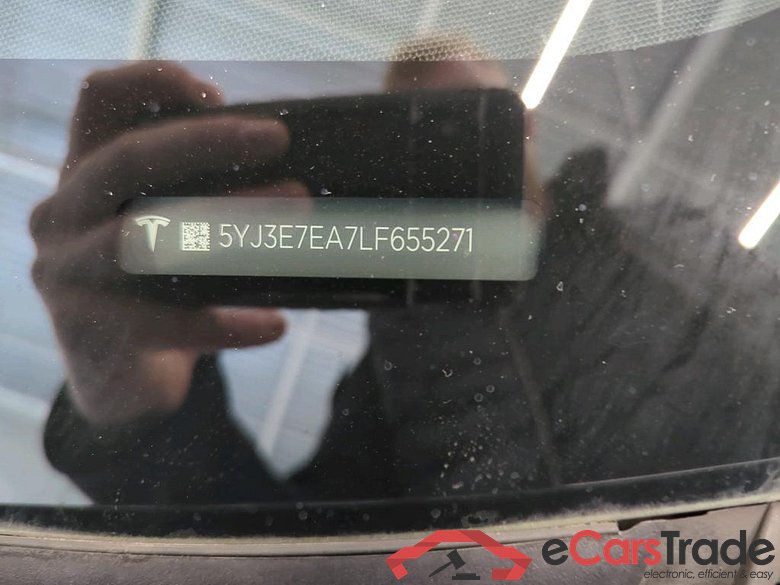 5YJ3E7EA7LF655271
eCarsTrade
electronic, efficient & easy